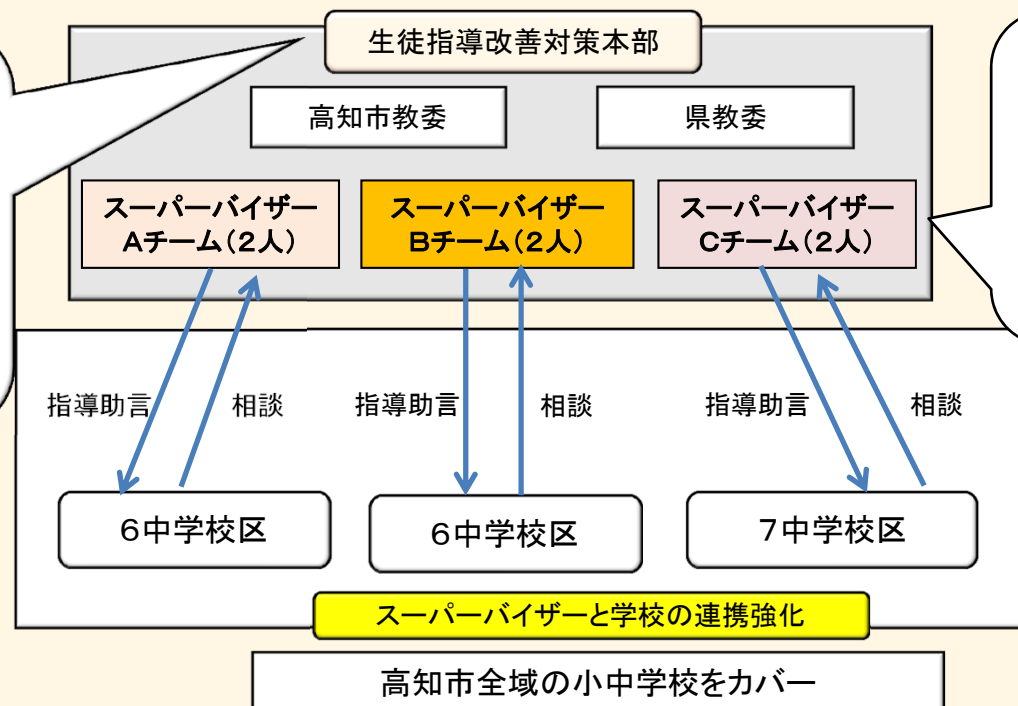 生徒指導改善対策本部
高知市教委
県教委
スーパーバイザー
Aチーム(2人)
スーパーバイザー
Bチーム(2人)
スーパーバイザー
Cチーム(2人)
指導助言
相談
指導助言
相談
指導助言
相談
6中学校区
6中学校区
7中学校区
スーパーバイザーと学校の連携強化
高知市全域の小中学校をカバー